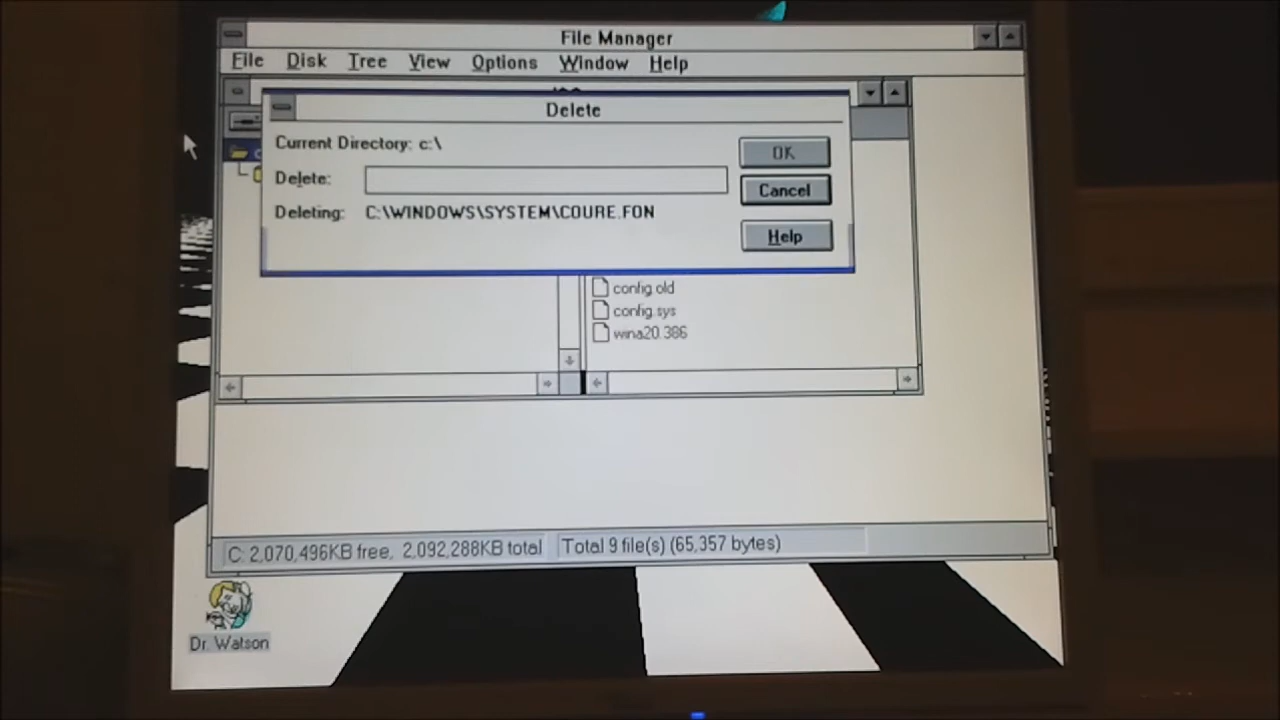 File Manager
File Disk Tree View Options Window Help
Delete
Current Directory: c:\
OK
Delete:
Cancel
Deleting: C:\WINDOWS\SYSTEM\COURE.FON
Help
config.old
config.sys
wina20.386
C: 2,070,496KB free, 2,092,288KB total
Total 9 file(s) (65,357 bytes)
Dr. Watson